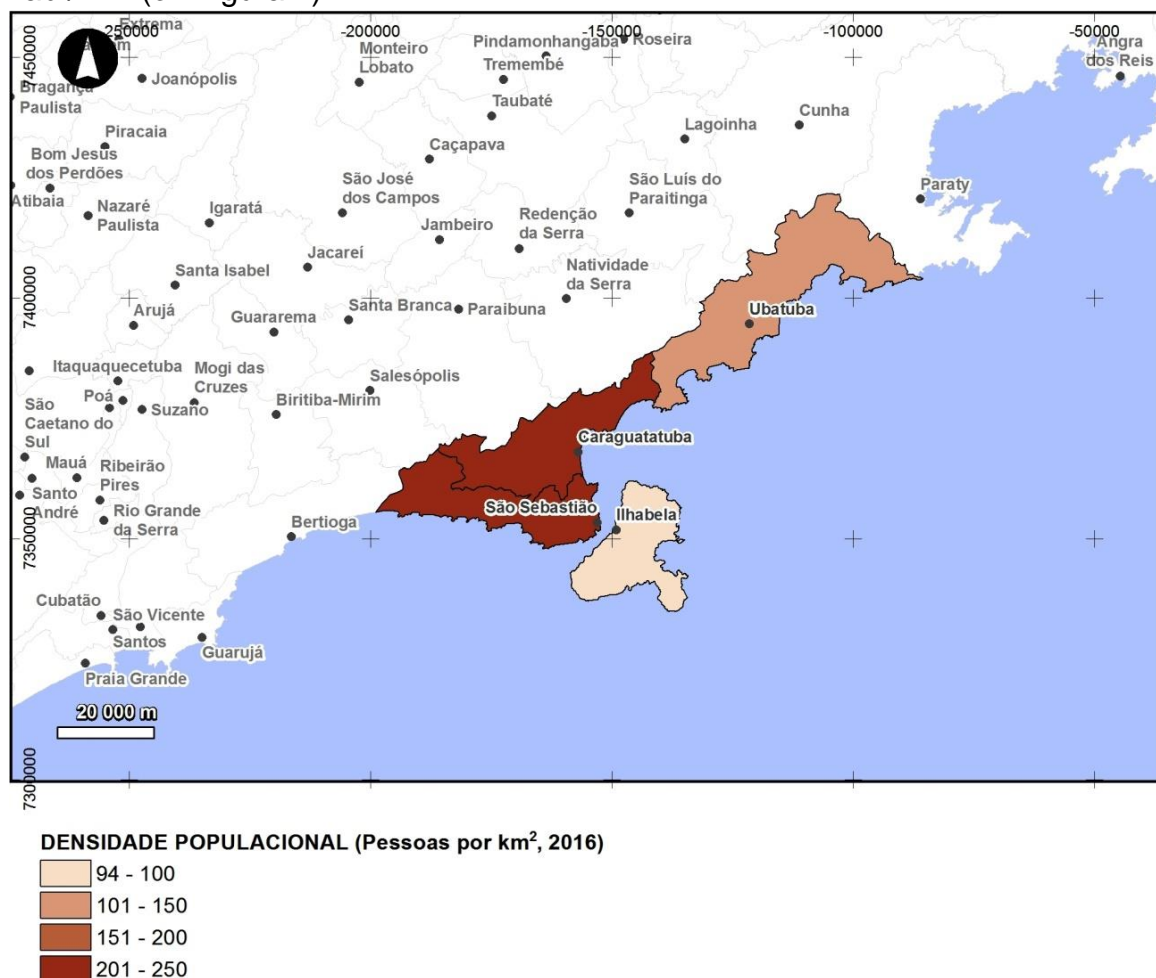 -250000 -200000 -150000 -100000 -50000
Extrema
Joanópolis
Bragança
Paulista
Piracaia
Bom Jesus
dos Perdões
Atibaia
Nazaré
Paulista
Igaratá
Monteiro
Lobato
Pindamonhangaba
Roseira
Tremembé
Taubaté
Caçapava
Lagoinha
Cunha
Angra
dos Reis
Paraty
São José
dos Campos
Jambeiro
Redenção
da Serra
São Luís do
Paraitinga
Jacareí
Santa Isabel
Natividade
da Serra
Arujá
Guararema
Santa Branca
Paraibuna
Ubatuba
Itaquaquecetuba
Mogi das
Cruzes
Salesópolis
Poá
Suzano
Biritiba-Mirim
São
Caetano do
Sul
Mauá
Ribeirão
Pires
Santo
André
Rio Grande
da Serra
Caraguatatuba
São Sebastião
Ilhabela
Bertioga
Cubatão
São Vicente
Santos
Guarujá
Praia Grande
7450000
7400000
7350000
7300000
20 000 m
DENSIDADE POPULACIONAL (Pessoas por km², 2016)
94 - 100
101 - 150
151 - 200
201 - 250